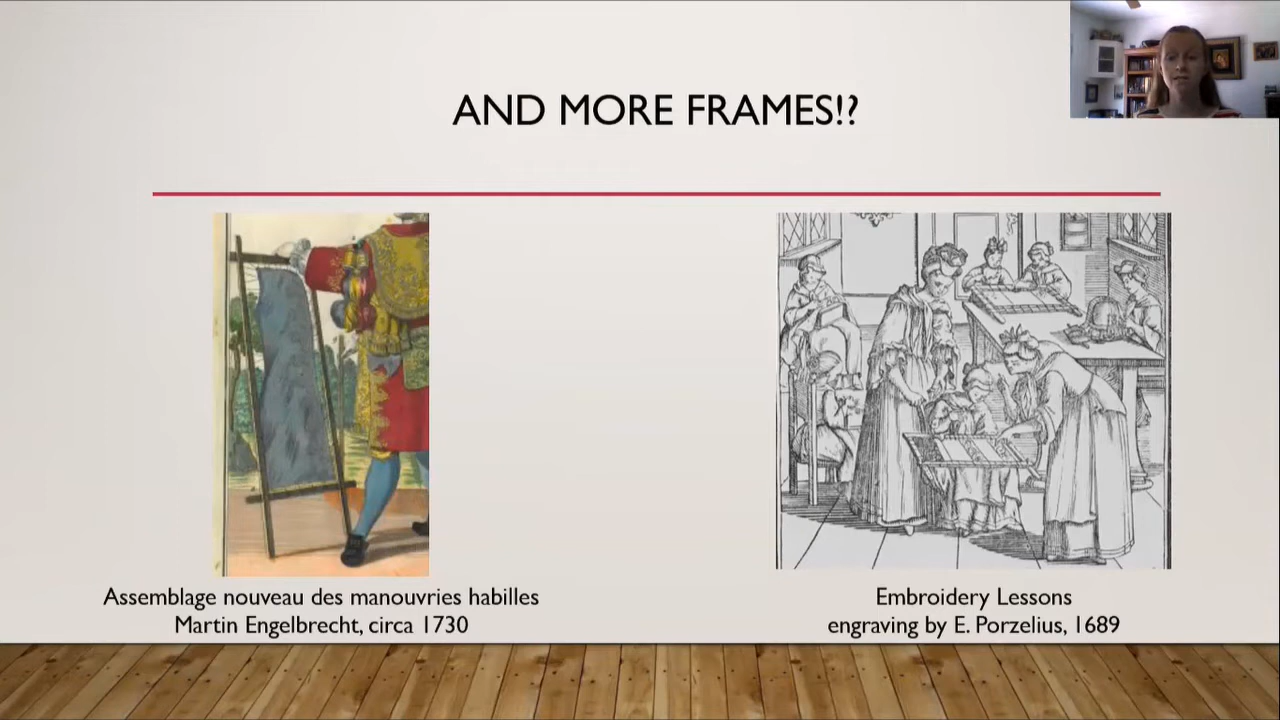 AND MORE FRAMES!?
Assemblage nouveau des manouvries habilles
Martin Engelbrecht, circa 1730
Embroidery Lessons
engraving by E. Porzelius, 1689